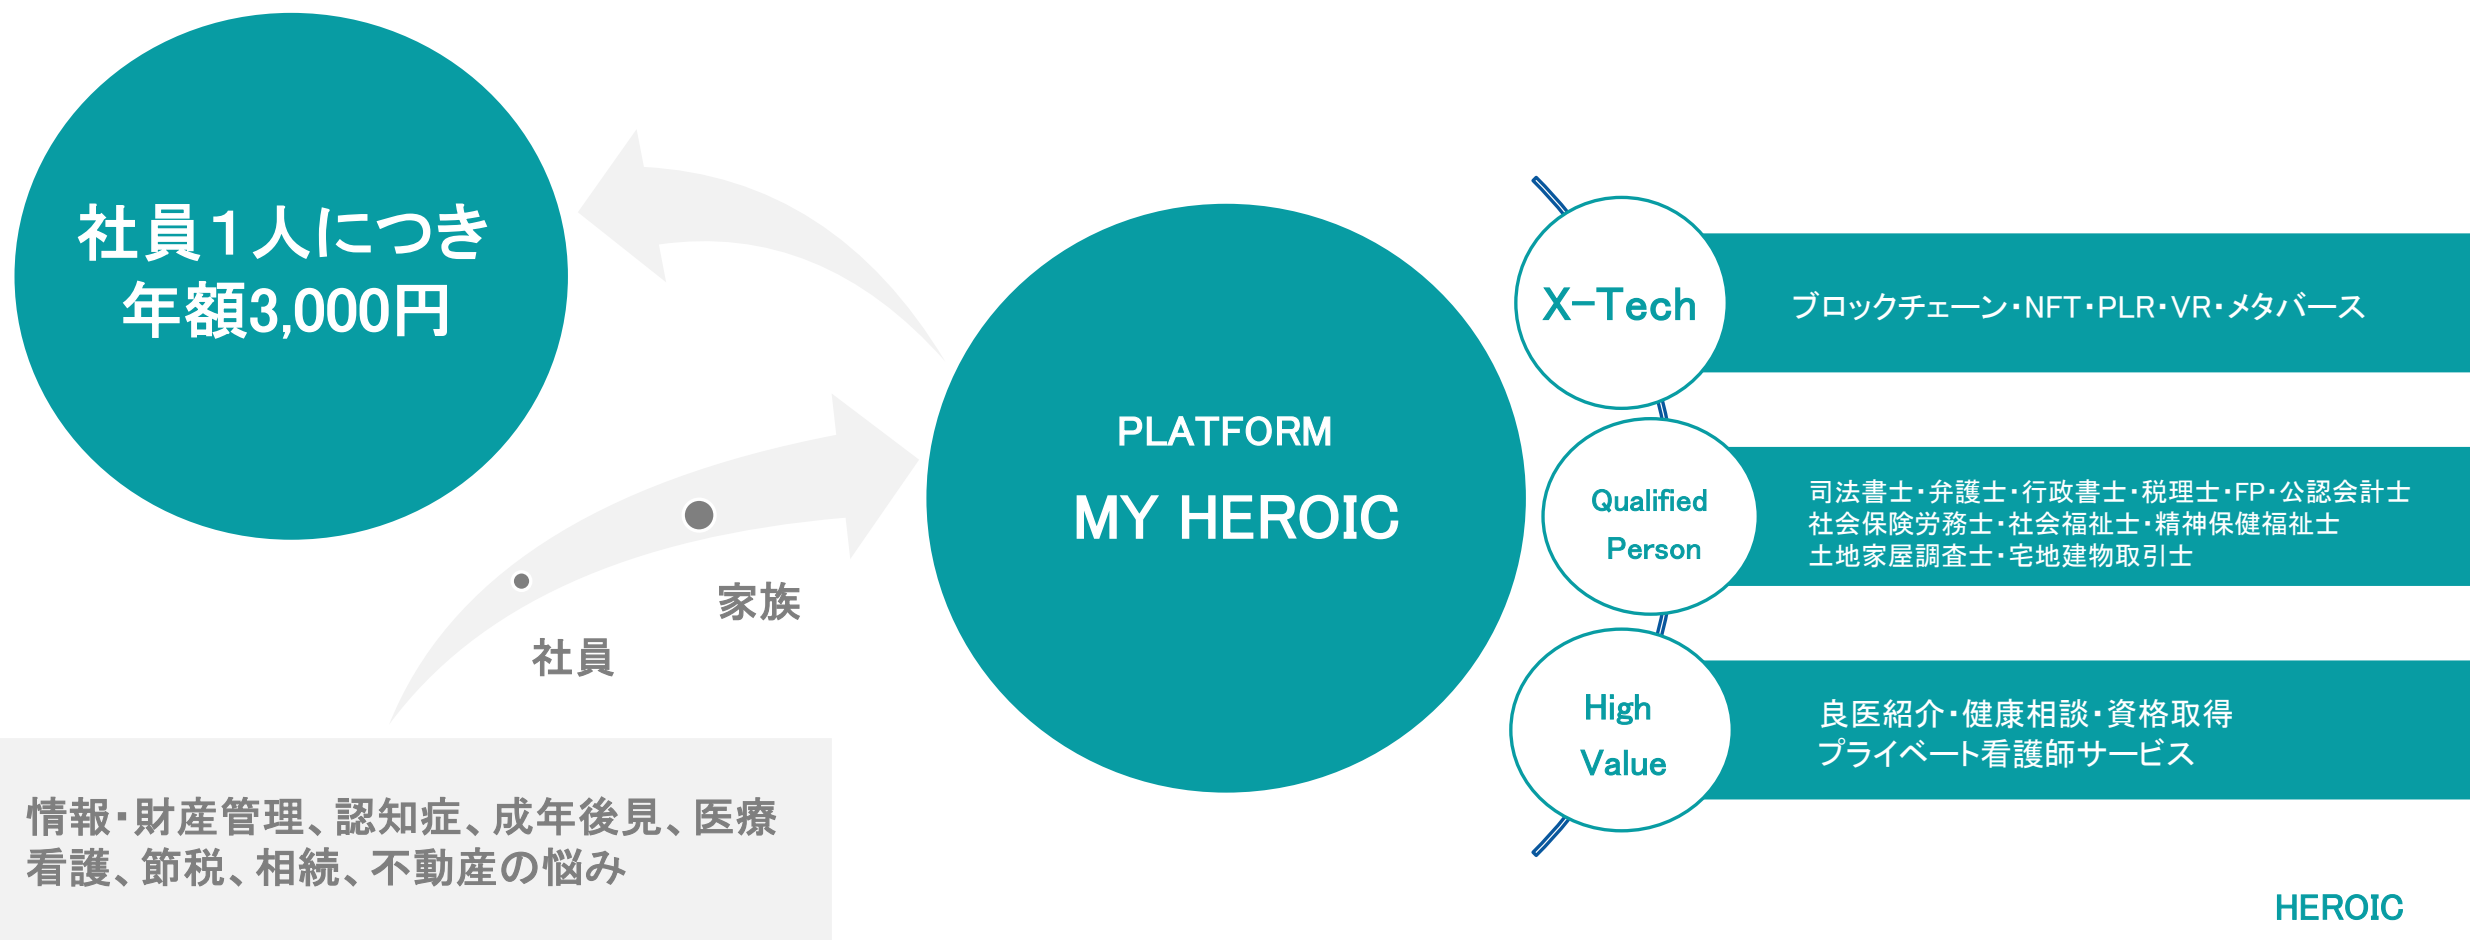 社員１人につき
年額3,000円
PLATFORM
MY HEROIC
家族
社員
情報・財産管理、認知症、成年後見、医療
看護、節税、相続、不動産の悩み
X-Tech
ブロックチェーン・NFT・PLR・VR・メタバース
Qualified
Person
司法書士・弁護士・行政書士・税理士・FP・公認会計士
社会保険労務士・社会福祉士・精神保健福祉士
土地家屋調査士・宅地建物取引士
High
Value
良医紹介・健康相談・資格取得
プライベート看護師サービス
HEROIC